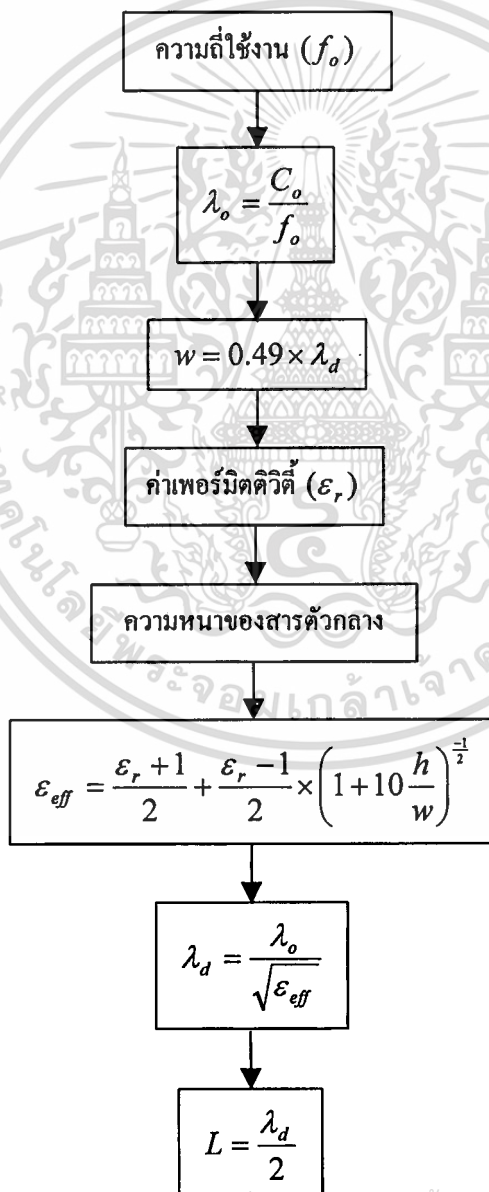 ความถี่ใช้งาน (f_o)
λ_o = C_o / f_o
w = 0.49 × λ_d
ค่าเพอร์มิตติวิตี้ (ε_r)
ความหนาของสารตัวกลาง
ε_eff = (ε_r + 1)/2 + (ε_r − 1)/2 × (1 + 10 h/w)^(−1/2)
λ_d = λ_o / √ε_eff
L = λ_d / 2